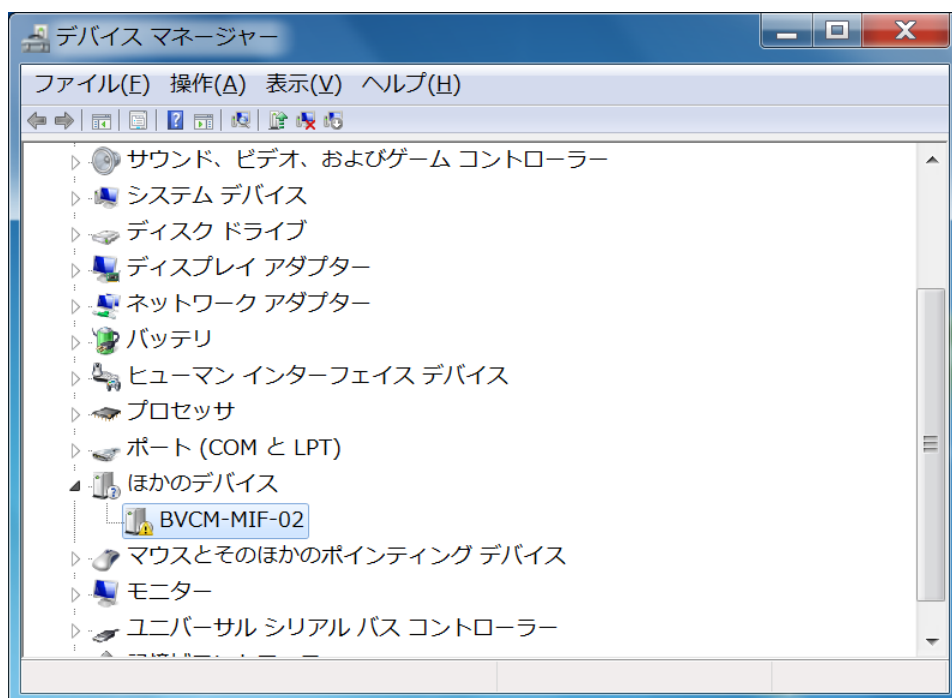 デバイス マネージャー
ファイル(F) 操作(A) 表示(V) ヘルプ(H)
サウンド、ビデオ、およびゲーム コントローラー
システム デバイス
ディスク ドライブ
ディスプレイ アダプター
ネットワーク アダプター
バッテリ
ヒューマン インターフェイス デバイス
プロセッサ
ポート (COM と LPT)
ほかのデバイス
BVCM-MIF-02
マウスとそのほかのポインティング デバイス
モニター
ユニバーサル シリアル バス コントローラー